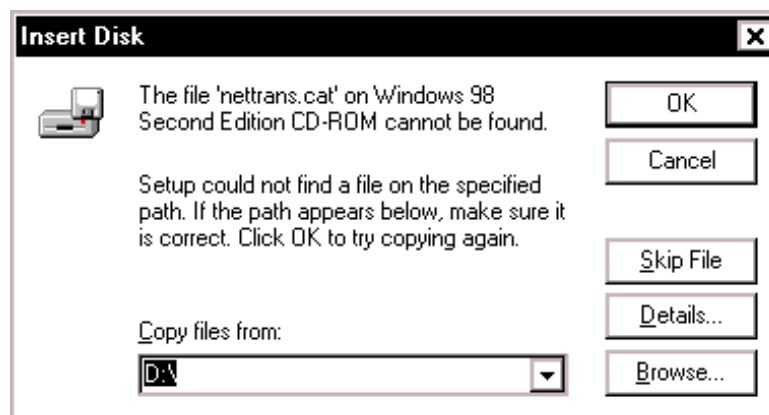 Insert Disk
The file 'nettrans.cat' on Windows 98
Second Edition CD-ROM cannot be found.
OK
Cancel
Setup could not find a file on the specified
path. If the path appears below, make sure it
is correct. Click OK to try copying again.
Skip File
Details...
Copy files from:
D:\
Browse...